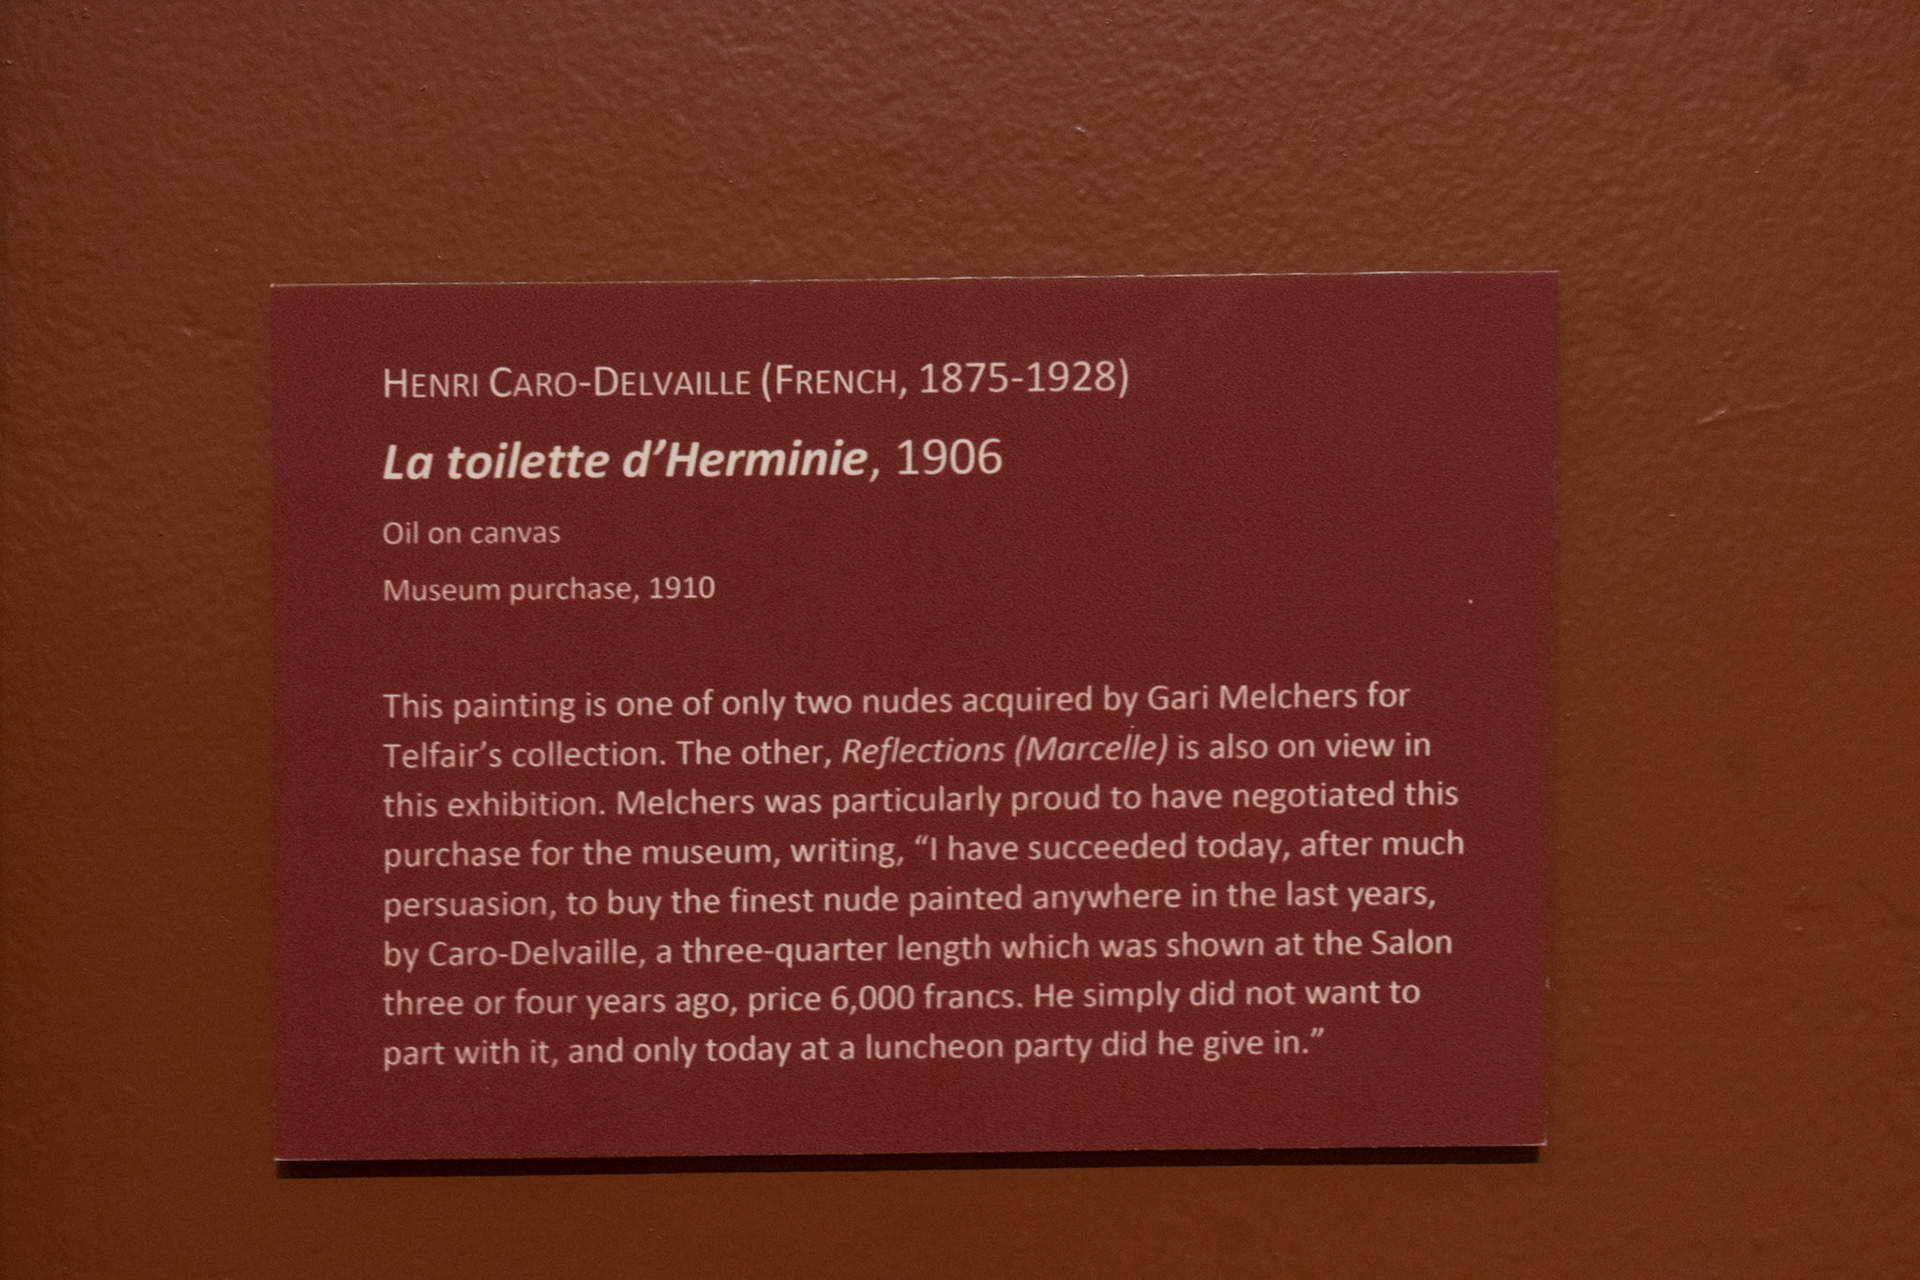 HENRI CARO-DELVAILLE (FRENCH, 1875-1928)
La toilette d’Herminie, 1906
Oil on canvas
Museum purchase, 1910
This painting is one of only two nudes acquired by Gari Melchers for
Telfair’s collection. The other, Reflections (Marcelle) is also on view in
this exhibition. Melchers was particularly proud to have negotiated this
purchase for the museum, writing, “I have succeeded today, after much
persuasion, to buy the finest nude painted anywhere in the last years,
by Caro-Delvaille, a three-quarter length which was shown at the Salon
three or four years ago, price 6,000 francs. He simply did not want to
part with it, and only today at a luncheon party did he give in.”